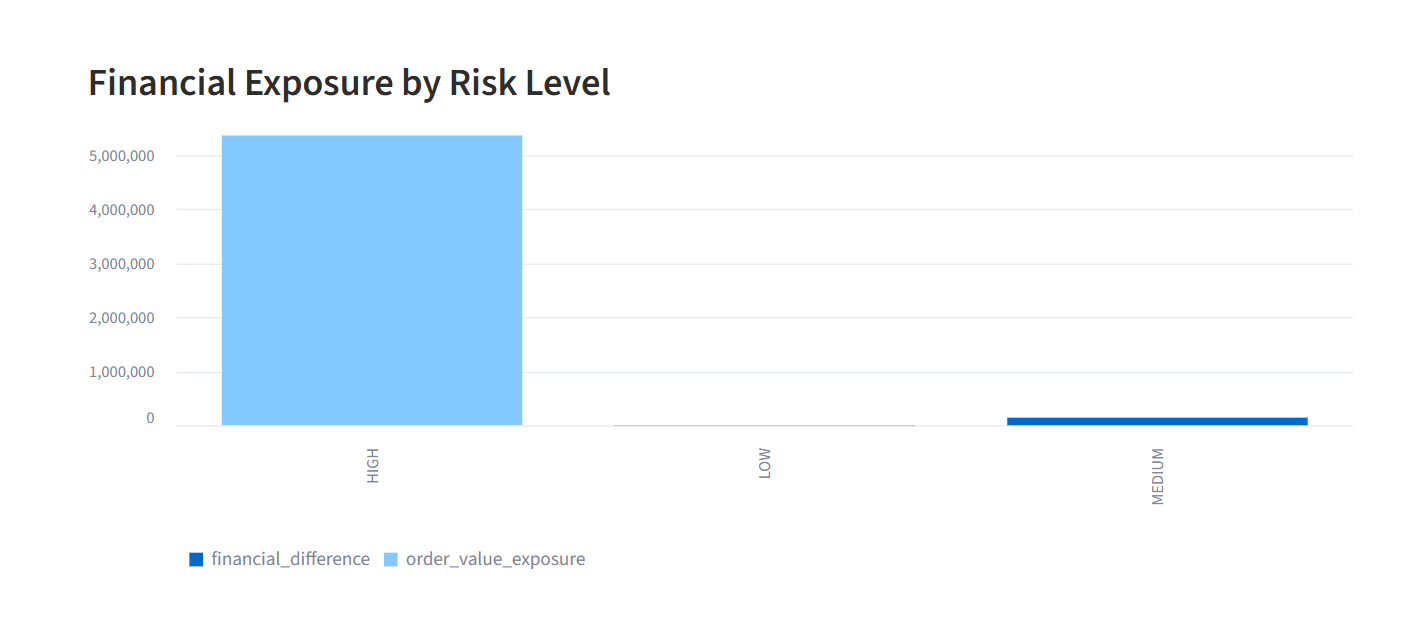 Financial Exposure by Risk Level
5,000,000
4,000,000
3,000,000
2,000,000
1,000,000
0
HIGH
LOW
MEDIUM
financial_difference order_value_exposure